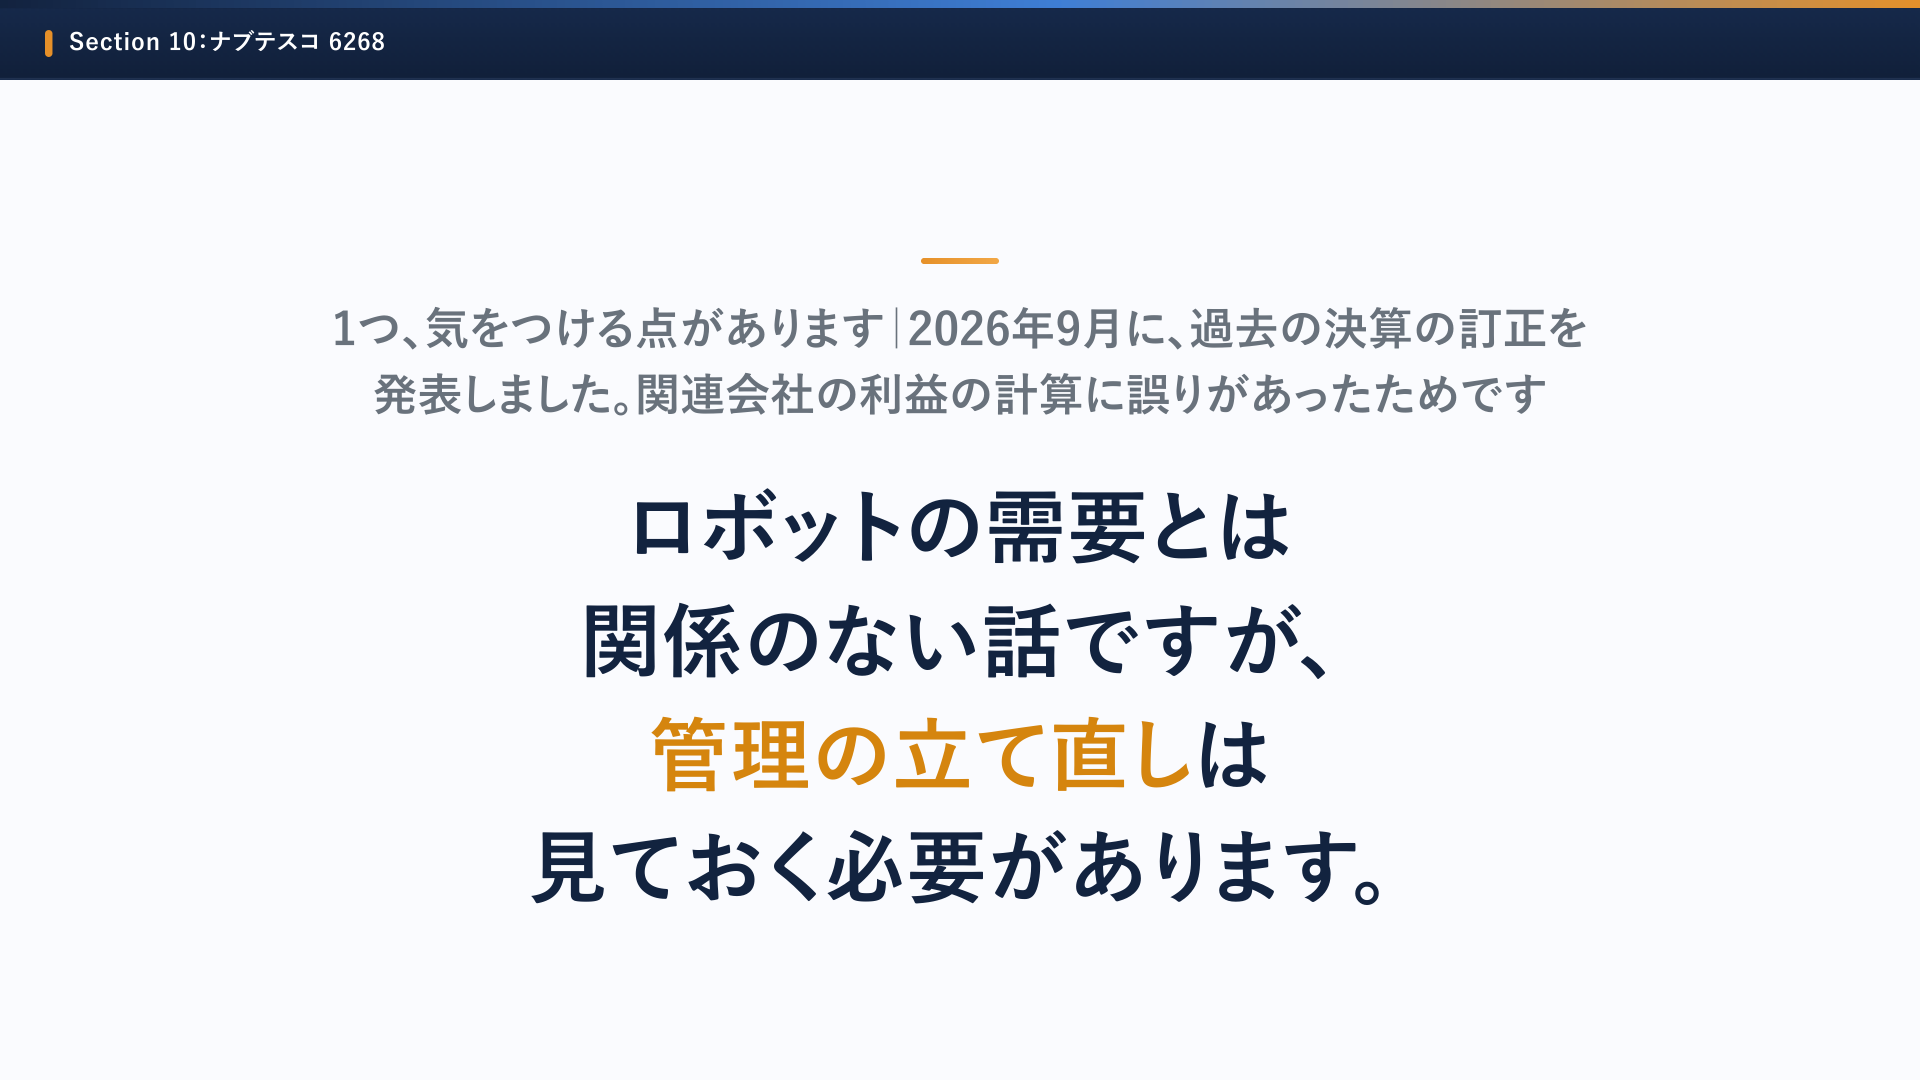 Section 10：ナブテスコ 6268
1つ、気をつける点があります｜2026年9月に、過去の決算の訂正を
発表しました。関連会社の利益の計算に誤りがあったためです
ロボットの需要とは
関係のない話ですが、
管理の立て直しは
見ておく必要があります。